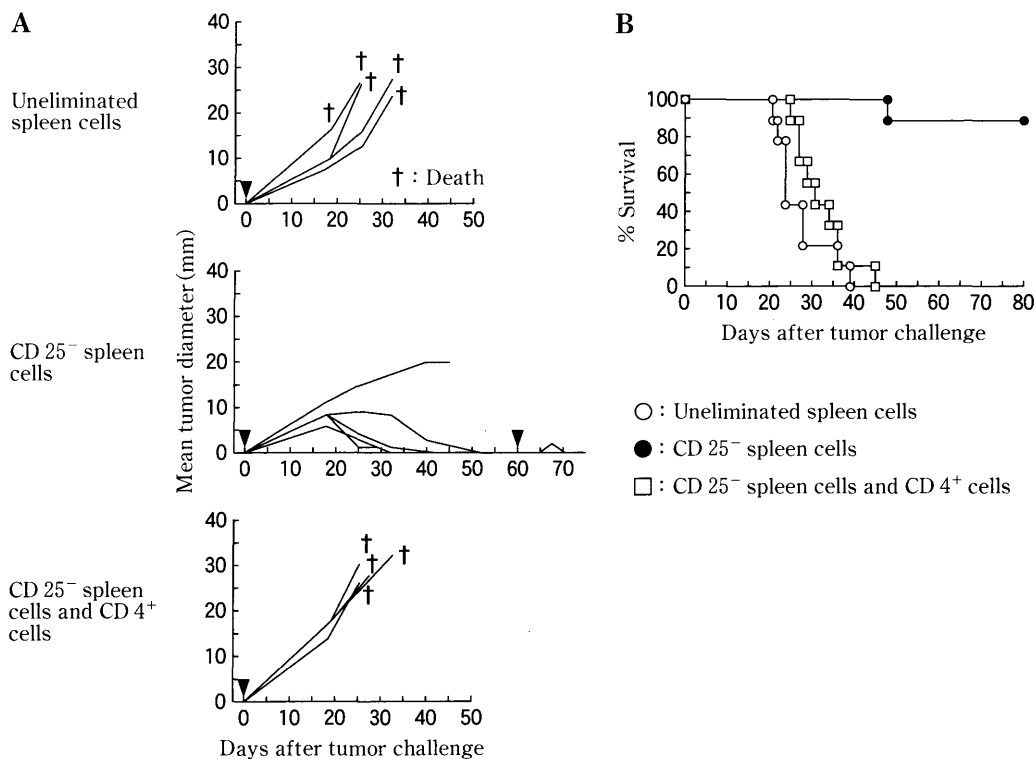 A
B
Uneliminated
spleen cells
40
30
20
10
0
† † † † †
† : Death
0 10 20 30 40 50
CD 25⁻ spleen
cells
Mean tumor diameter (mm)
40
30
20
10
0
0 10 20 30 40 50 60 70
CD 25⁻ spleen
cells and CD 4⁺
cells
40
30
20
10
0
† † † †
0 10 20 30 40 50
Days after tumor challenge
% Survival
100
80
60
40
20
0
0 10 20 30 40 50 60 70 80
Days after tumor challenge
○ : Uneliminated spleen cells
● : CD 25⁻ spleen cells
□ : CD 25⁻ spleen cells and CD 4⁺ cells